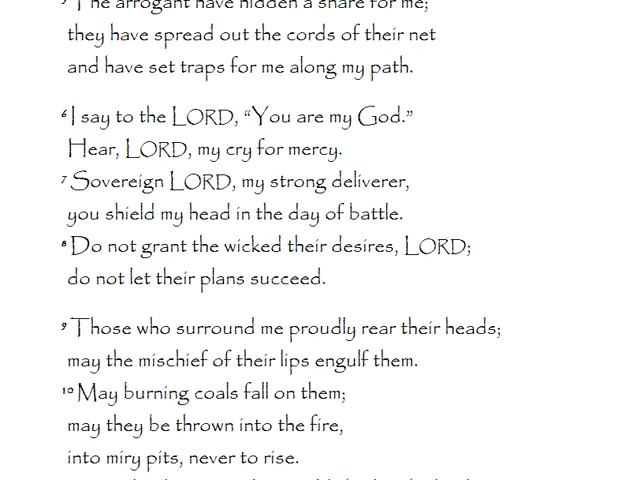 ⁵ The arrogant have hidden a snare for me;
they have spread out the cords of their net
and have set traps for me along my path.
⁶ I say to the LORD, “You are my God.”
Hear, LORD, my cry for mercy.
⁷ Sovereign LORD, my strong deliverer,
you shield my head in the day of battle.
⁸ Do not grant the wicked their desires, LORD;
do not let their plans succeed.
⁹ Those who surround me proudly rear their heads;
may the mischief of their lips engulf them.
¹⁰ May burning coals fall on them;
may they be thrown into the fire,
into miry pits, never to rise.